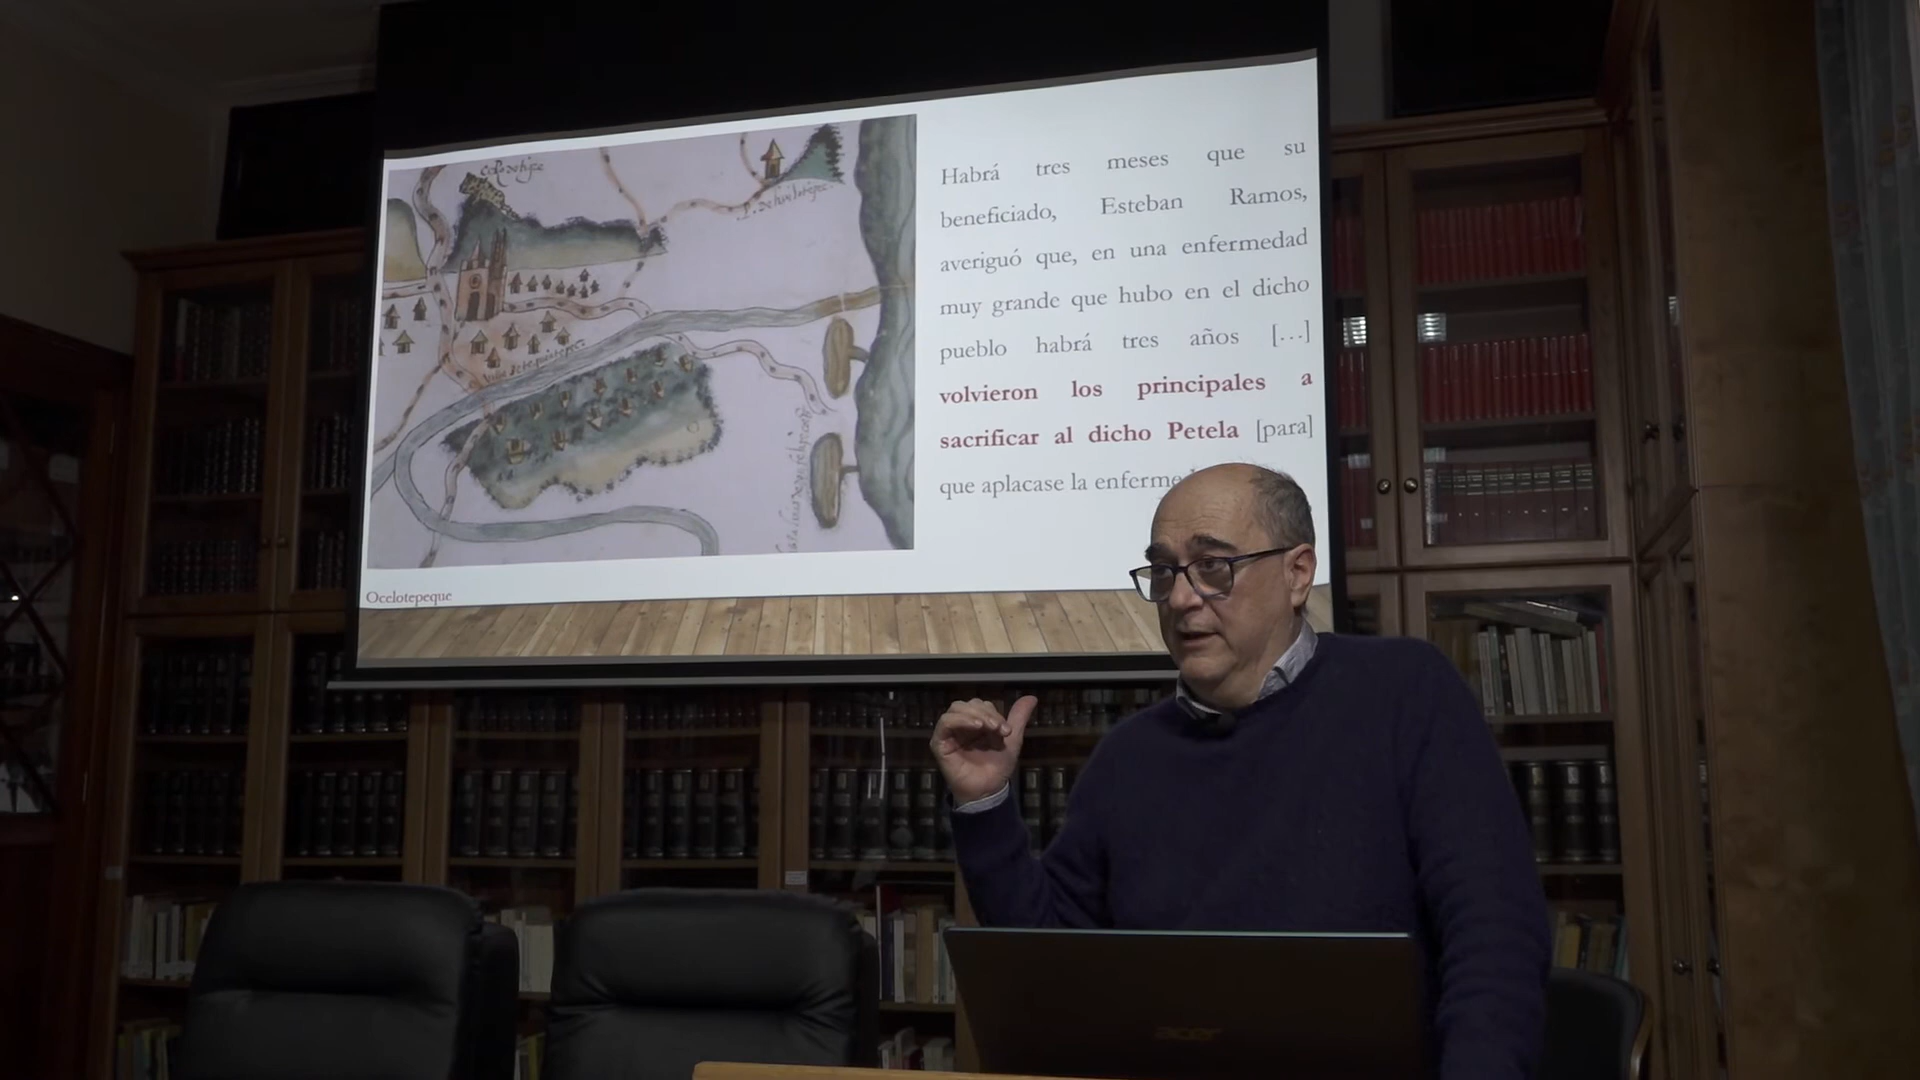 Habrá tres meses que su
beneficiado, Esteban Ramos,
averiguó que, en una enfermedad
muy grande que hubo en el dicho
pueblo habrá tres años [...]
volvieron los principales a
sacrificar al dicho Petela [para]
que aplacase la enferme
Ocelotepeque
acer